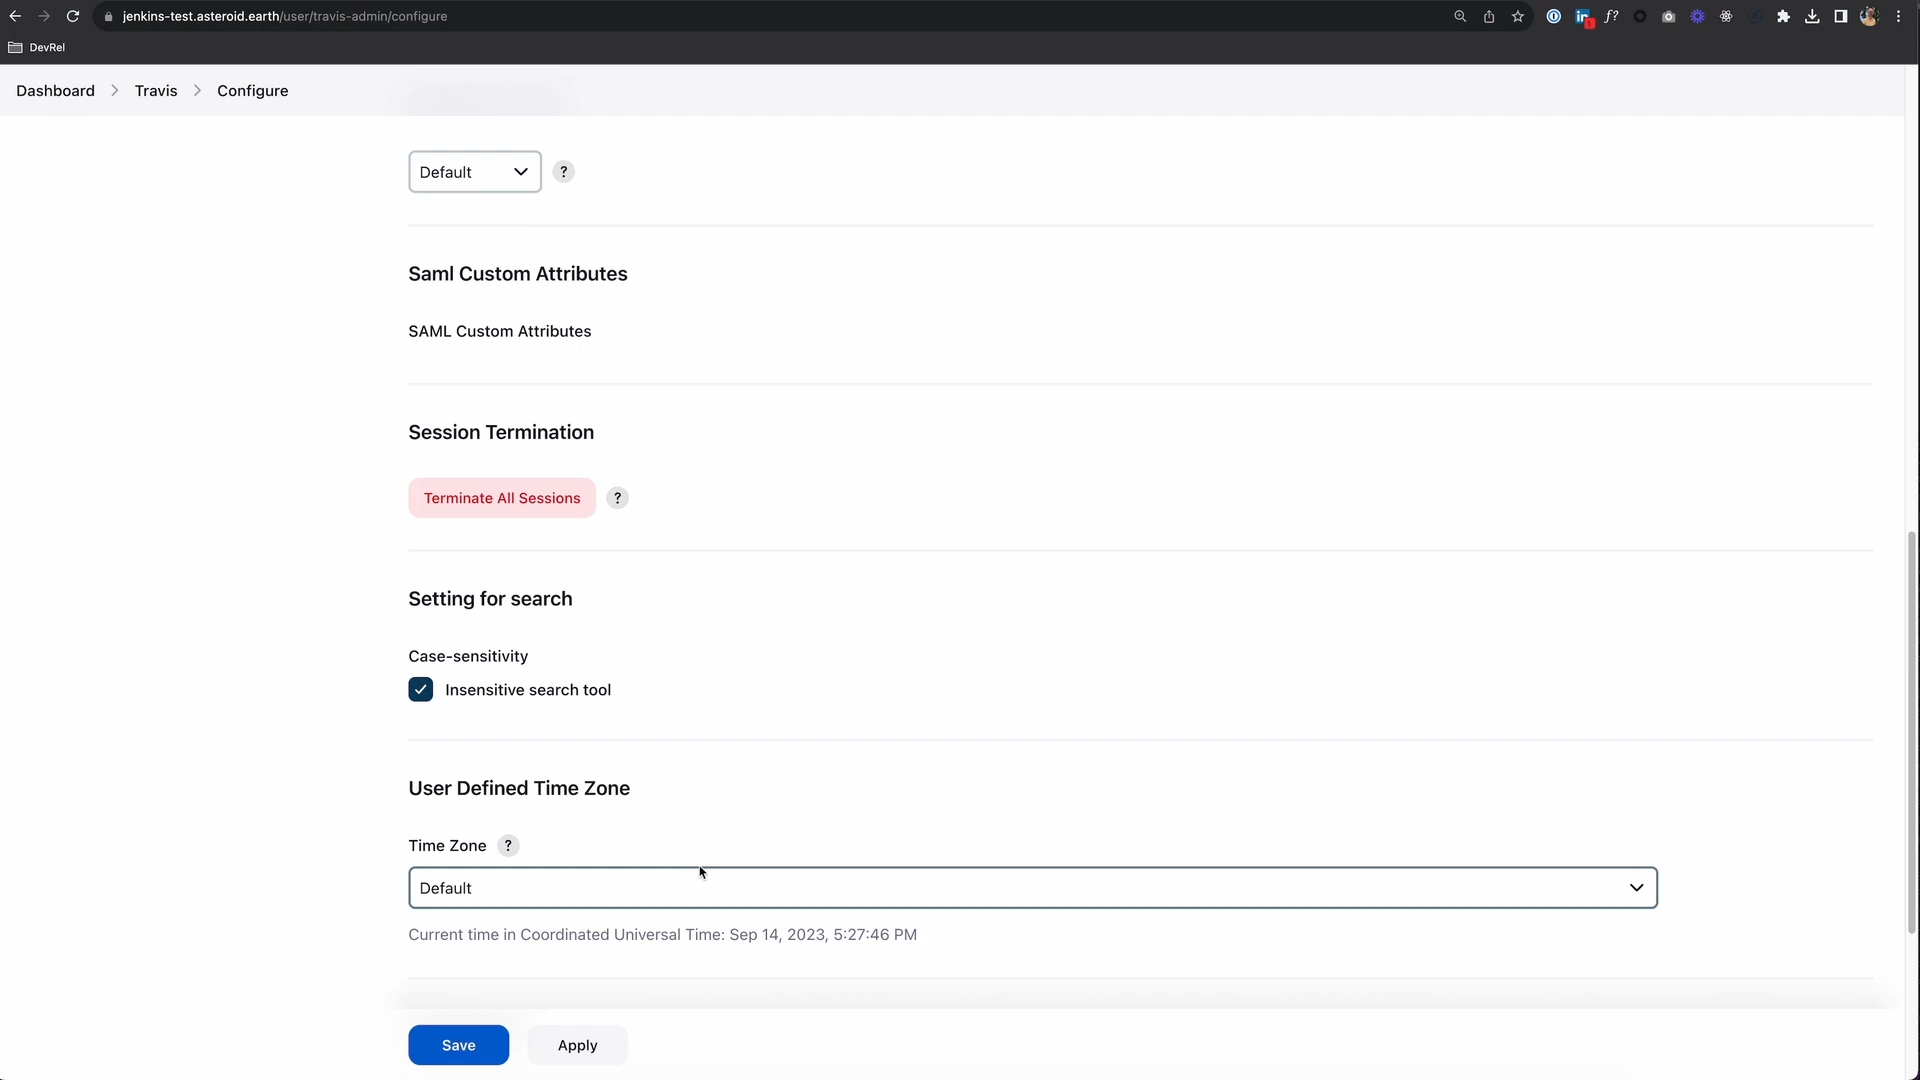 jenkins-test.asteroid.earth/user/travis-admin/configure
f?
1
DevRel
Dashboard > Travis > Configure
Default ?
Saml Custom Attributes
SAML Custom Attributes
Session Termination
Terminate All Sessions ?
Setting for search
Case-sensitivity
Insensitive search tool
User Defined Time Zone
Time Zone ?
Default
Current time in Coordinated Universal Time: Sep 14, 2023, 5:27:46 PM
Save Apply